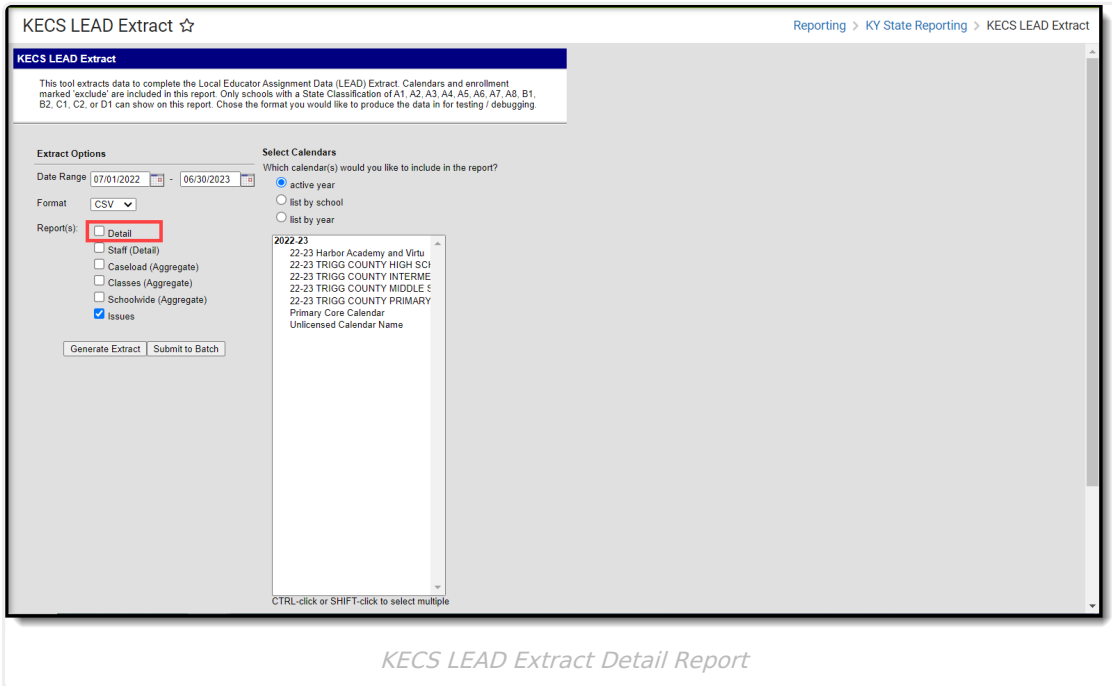 KECS LEAD Extract
Reporting > KY State Reporting > KECS LEAD Extract
KECS LEAD Extract
This tool extracts data to complete the Local Educator Assignment Data (LEAD) Extract. Calendars and enrollment
marked 'exclude' are included in this report. Only schools with a State Classification of A1, A2, A3, A4, A5, A6, A7, A8, B1,
B2, C1, C2, or D1 can show on this report. Chose the format you would like to produce the data in for testing / debugging.
Extract Options
Date Range 07/01/2022 - 06/30/2023
Format CSV
Report(s): Detail
Staff (Detail)
Caseload (Aggregate)
Classes (Aggregate)
Schoolwide (Aggregate)
Issues
Generate Extract Submit to Batch
Select Calendars
Which calendar(s) would you like to include in the report?
active year
list by school
list by year
2022-23
22-23 Harbor Academy and Virtu
22-23 TRIGG COUNTY HIGH SCH
22-23 TRIGG COUNTY INTERME
22-23 TRIGG COUNTY MIDDLE S
22-23 TRIGG COUNTY PRIMARY
Primary Core Calendar
Unlicensed Calendar Name
CTRL-click or SHIFT-click to select multiple
KECS LEAD Extract Detail Report